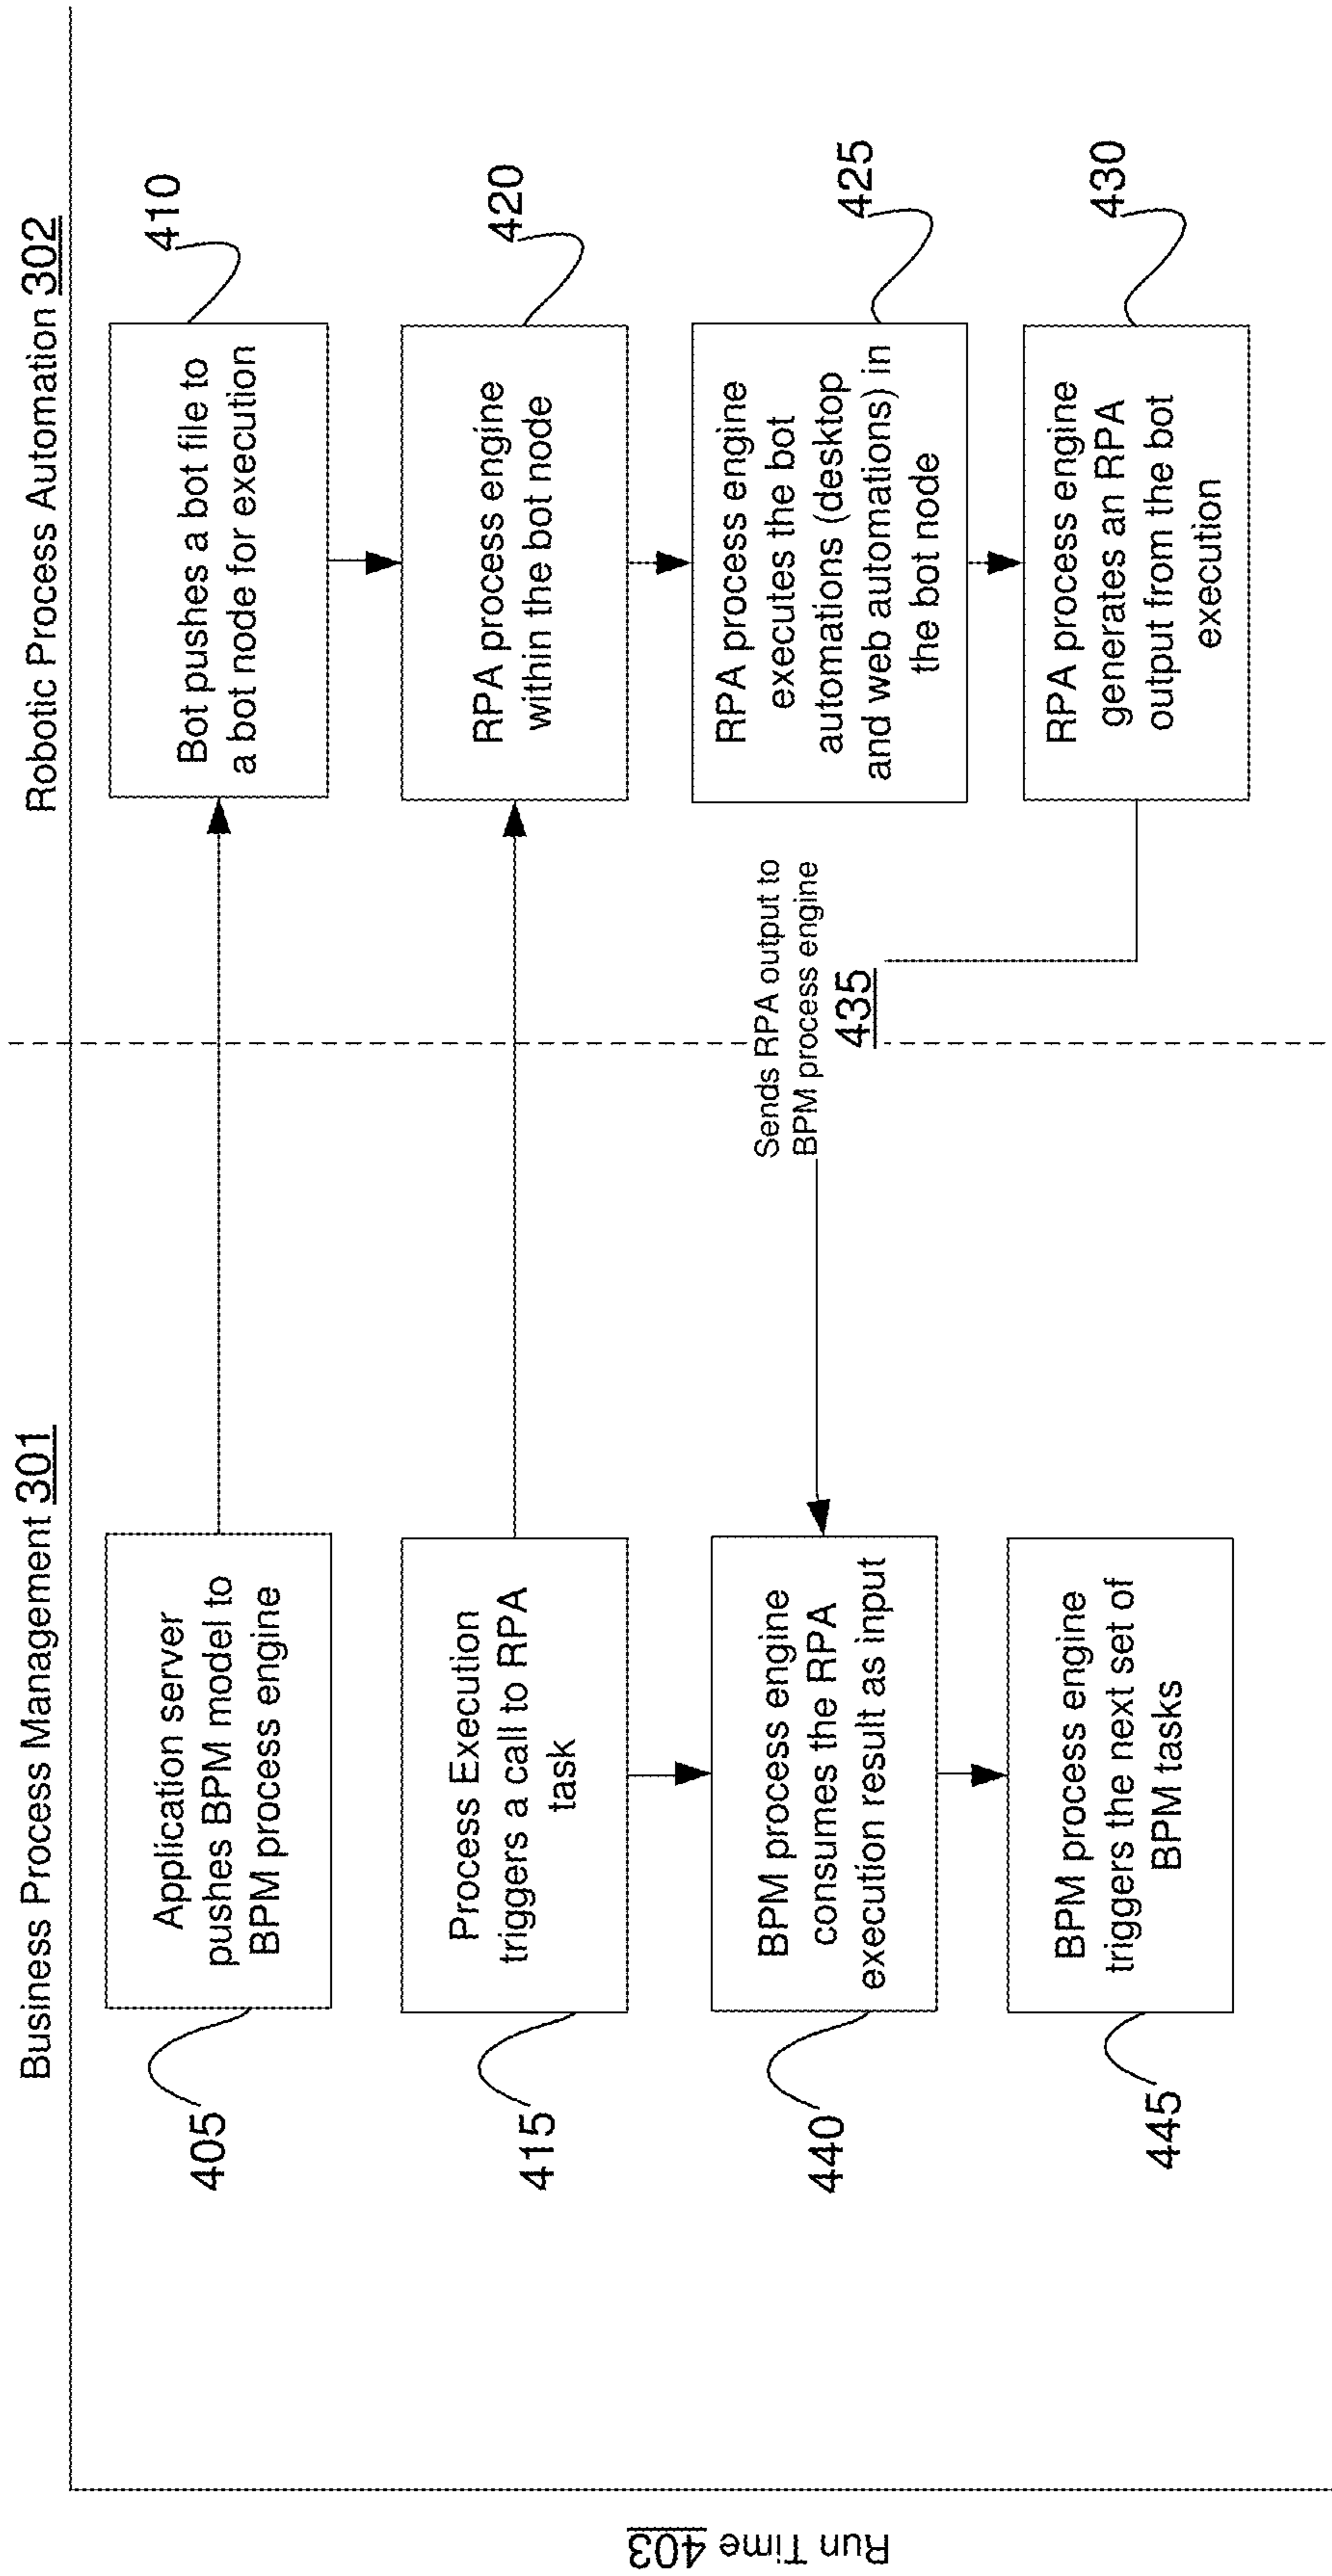 Business Process Management 301
Robotic Process Automation 302
Run Time 403
405
Application server
pushes BPM model to
BPM process engine
Bot pushes a bot file to
a bot node for execution
410
415
Process Execution
triggers a call to RPA
task
RPA process engine
within the bot node
420
RPA process engine
executes the bot
automations (desktop
and web automations) in
the bot node
425
Sends RPA output to
BPM process engine
435
440
BPM process engine
consumes the RPA
execution result as input
RPA process engine
generates an RPA
output from the bot
execution
430
445
BPM process engine
triggers the next set of
BPM tasks